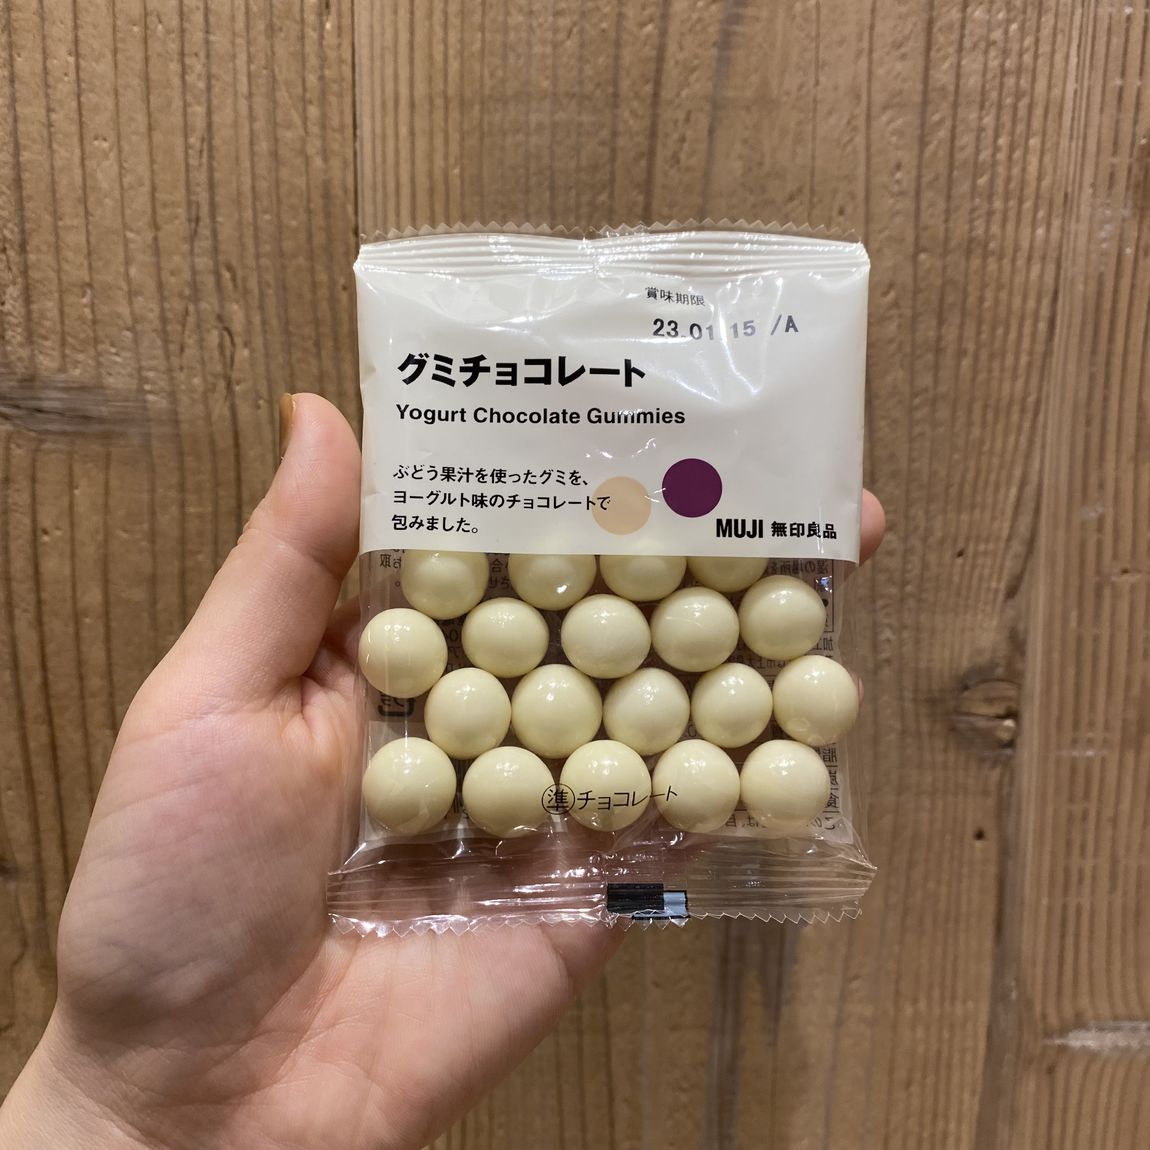 賞味期限
23.01.15 /A
グミチョコレート
Yogurt Chocolate Gummies
ぶどう果汁を使ったグミを、
ヨーグルト味のチョコレートで
包みました。
MUJI 無印良品
準チョコレート